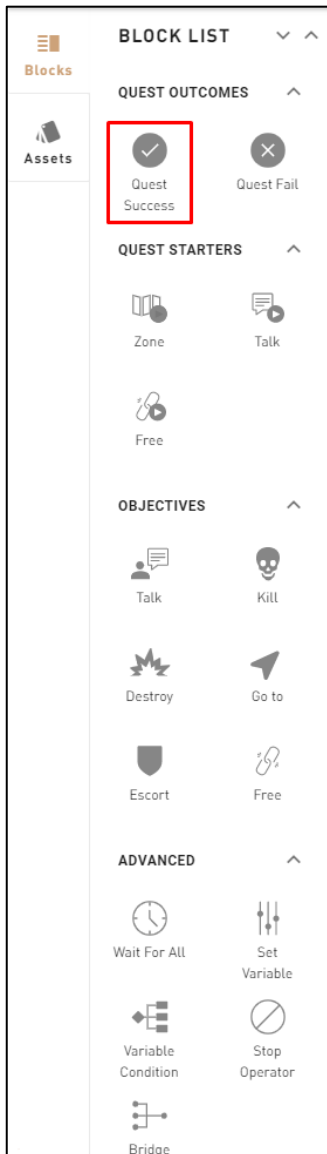 Blocks
Assets
BLOCK LIST
QUEST OUTCOMES
Quest
Success
Quest Fail
QUEST STARTERS
Zone
Talk
Free
OBJECTIVES
Talk
Kill
Destroy
Go to
Escort
Free
ADVANCED
Wait For All
Set
Variable
Variable
Condition
Stop
Operator
Bridge